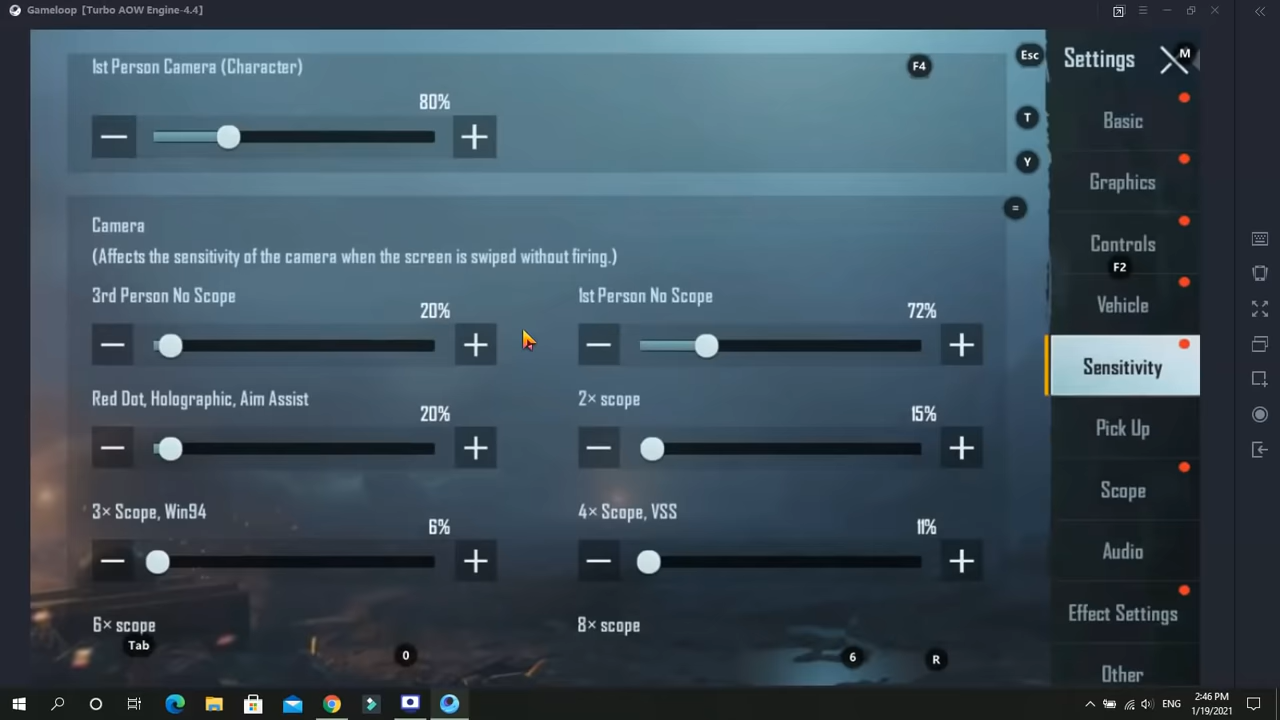 Gameloop [Turbo AOW Engine-4.4]
1st Person Camera (Character)
80%
F4
Esc
T
Y
=
Camera
(Affects the sensitivity of the camera when the screen is swiped without firing.)
3rd Person No Scope
20%
1st Person No Scope
72%
Red Dot, Holographic, Aim Assist
20%
2× scope
15%
3× Scope, Win94
6%
4× Scope, VSS
11%
6× scope
8× scope
Tab
0
6
R
Settings
M
Basic
Graphics
Controls
F2
Vehicle
Sensitivity
Pick Up
Scope
Audio
Effect Settings
Other
ENG
2:46 PM
1/19/2021